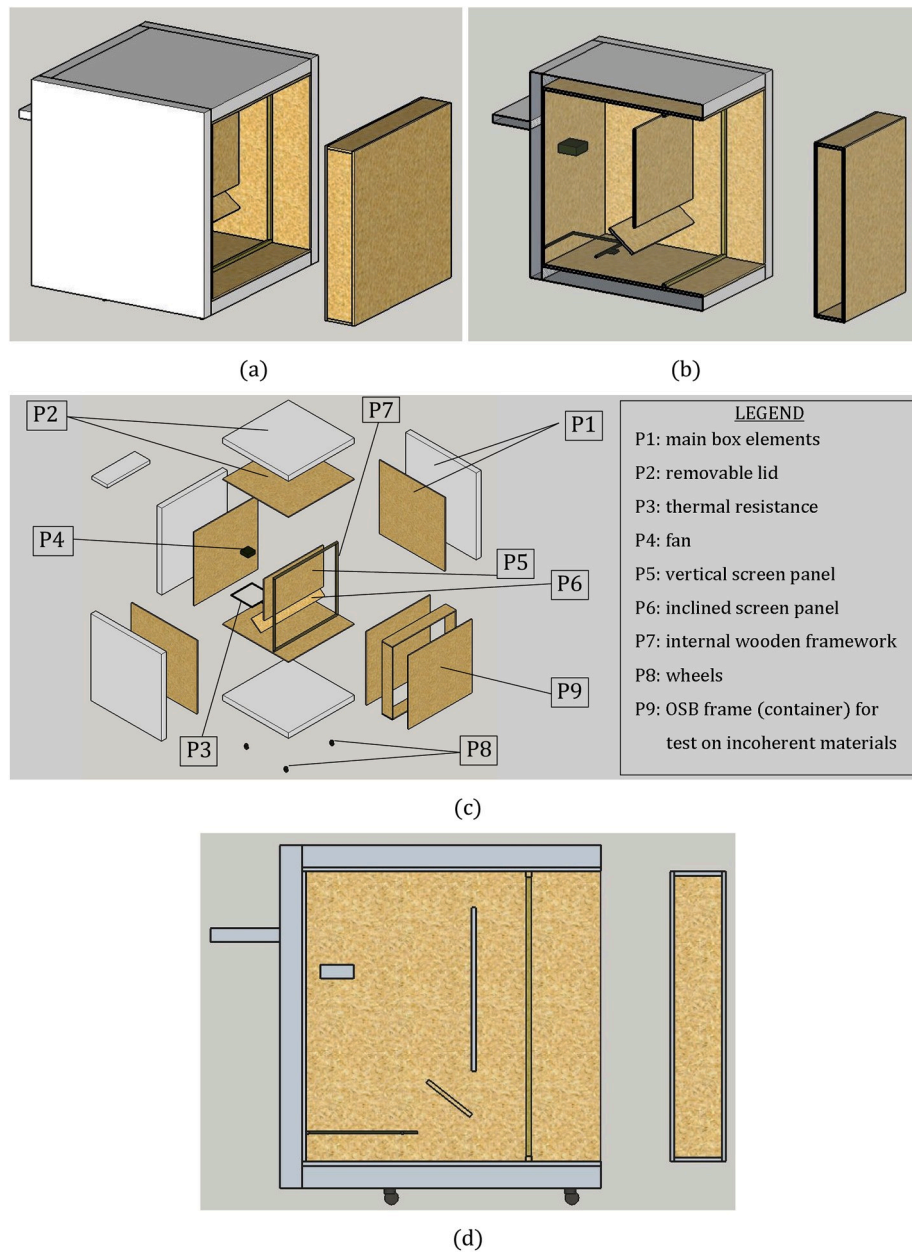 (a)
(b)
P2
P7
P1
P4
P5
P6
P9
P3
P8
LEGEND
P1: main box elements
P2: removable lid
P3: thermal resistance
P4: fan
P5: vertical screen panel
P6: inclined screen panel
P7: internal wooden framework
P8: wheels
P9: OSB frame (container) for
test on incoherent materials
(c)
(d)